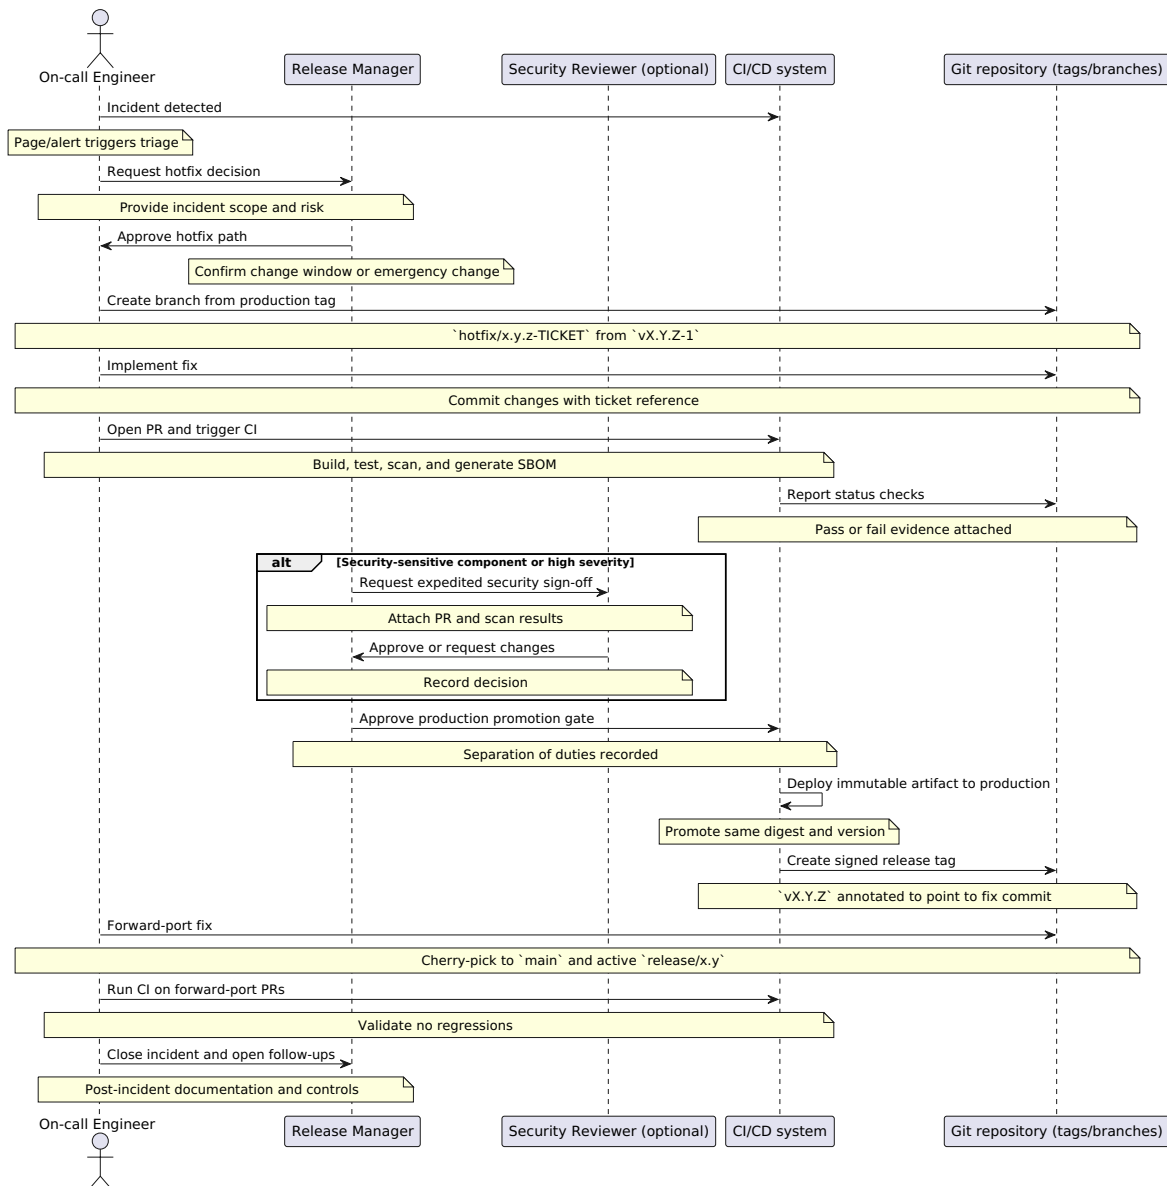 On-call Engineer
Release Manager
Security Reviewer (optional)
CI/CD system
Git repository (tags/branches)
Incident detected
Page/alert triggers triage
Request hotfix decision
Provide incident scope and risk
Approve hotfix path
Confirm change window or emergency change
Create branch from production tag
`hotfix/x.y.z-TICKET` from `vX.Y.Z-1`
Implement fix
Commit changes with ticket reference
Open PR and trigger CI
Build, test, scan, and generate SBOM
Report status checks
Pass or fail evidence attached
alt
[Security-sensitive component or high severity]
Request expedited security sign-off
Attach PR and scan results
Approve or request changes
Record decision
Approve production promotion gate
Separation of duties recorded
Deploy immutable artifact to production
Promote same digest and version
Create signed release tag
`vX.Y.Z` annotated to point to fix commit
Forward-port fix
Cherry-pick to `main` and active `release/x.y`
Run CI on forward-port PRs
Validate no regressions
Close incident and open follow-ups
Post-incident documentation and controls
On-call Engineer
Release Manager
Security Reviewer (optional)
CI/CD system
Git repository (tags/branches)